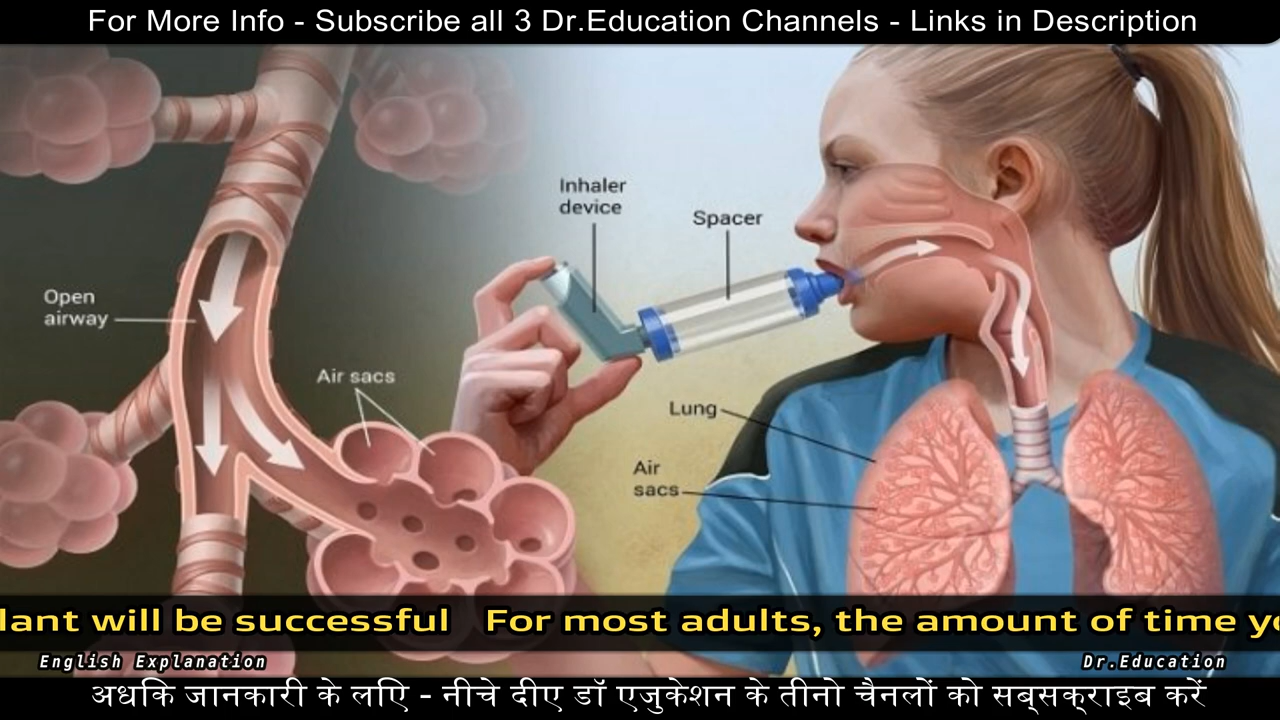 For More Info - Subscribe all 3 Dr.Education Channels - Links in Description
Inhaler
device
Spacer
Open
airway
Air sacs
Lung
Air
sacs
will be successful For most adults, the amount of time
English Explanation
Dr.Education
अधकि जानकारी के लएि - नीचे दीए डॉ एजुकेशन के तीनो चैनलों को सब्सक्राइब करें